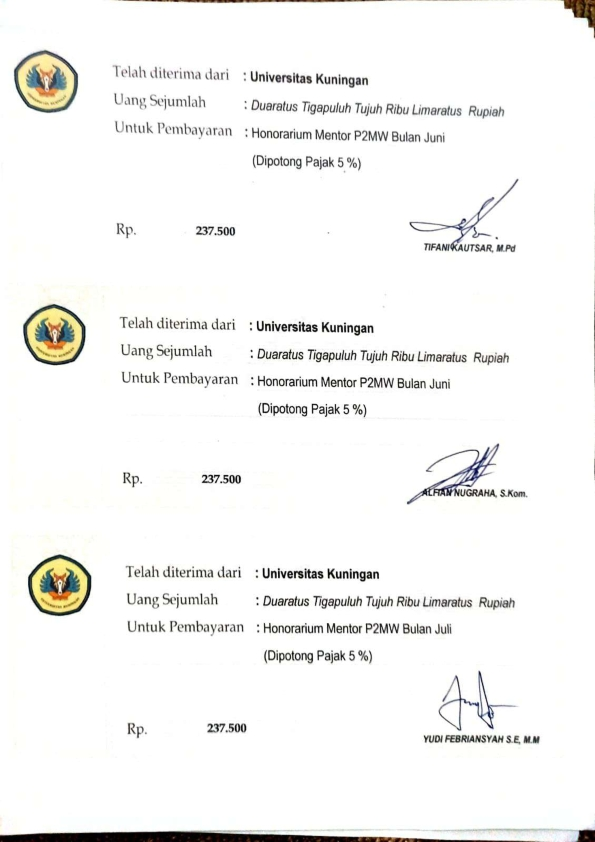 Telah diterima dari : Universitas Kuningan
Uang Sejumlah : Duaratus Tigapuluh Tujuh Ribu Limaratus Rupiah
Untuk Pembayaran : Honorarium Mentor P2MW Bulan Juni
(Dipotong Pajak 5 %)
Rp. 237.500
TIFANI KAUTSAR, M.Pd
Telah diterima dari : Universitas Kuningan
Uang Sejumlah : Duaratus Tigapuluh Tujuh Ribu Limaratus Rupiah
Untuk Pembayaran : Honorarium Mentor P2MW Bulan Juni
(Dipotong Pajak 5 %)
Rp. 237.500
ALFIAN NUGRAHA, S.Kom.
Telah diterima dari : Universitas Kuningan
Uang Sejumlah : Duaratus Tigapuluh Tujuh Ribu Limaratus Rupiah
Untuk Pembayaran : Honorarium Mentor P2MW Bulan Juli
(Dipotong Pajak 5 %)
Rp. 237.500
YUDI FEBRIANSYAH S.E, M.M